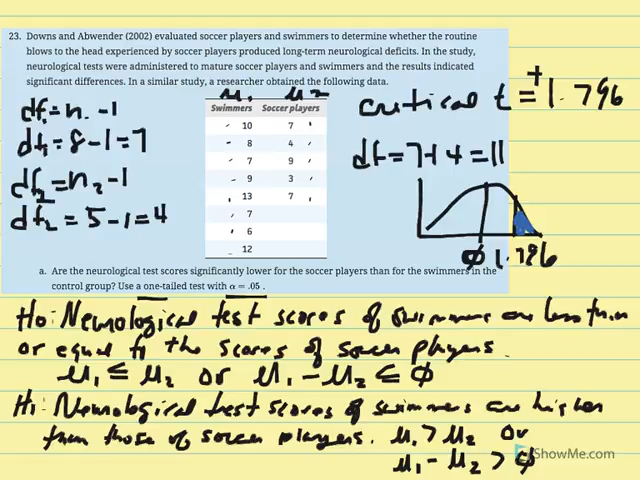 23. Downs and Abwender (2002) evaluated soccer players and swimmers to determine whether the routine
blows to the head experienced by soccer players produced long-term neurological deficits. In the study,
neurological tests were administered to mature soccer players and swimmers and the results indicated
significant differences. In a similar study, a researcher obtained the following data.
μ₁ μ₂
Swimmers Soccer players
10 7
8 4
7 9
9 3
13 7
7
6
12
df₁ = n₁ -1
df₁ = 8-1=7
df₂ = n₂ -1
df₂ = 5-1=4
critical t = +1.796
df = 7+4 = 11
∅ 1.796
a. Are the neurological test scores significantly lower for the soccer players than for the swimmers in the
control group? Use a one-tailed test with α = .05 .
Ho: Neurological test scores of swimmers are less than
or equal to the scores of soccer players.
μ₁ ≤ μ₂ or μ₁ - μ₂ ≤ ∅
H₁: Neurological test scores of swimmers are higher
than those of soccer players. μ₁ > μ₂ or
μ₁ - μ₂ > ∅
ShowMe.com